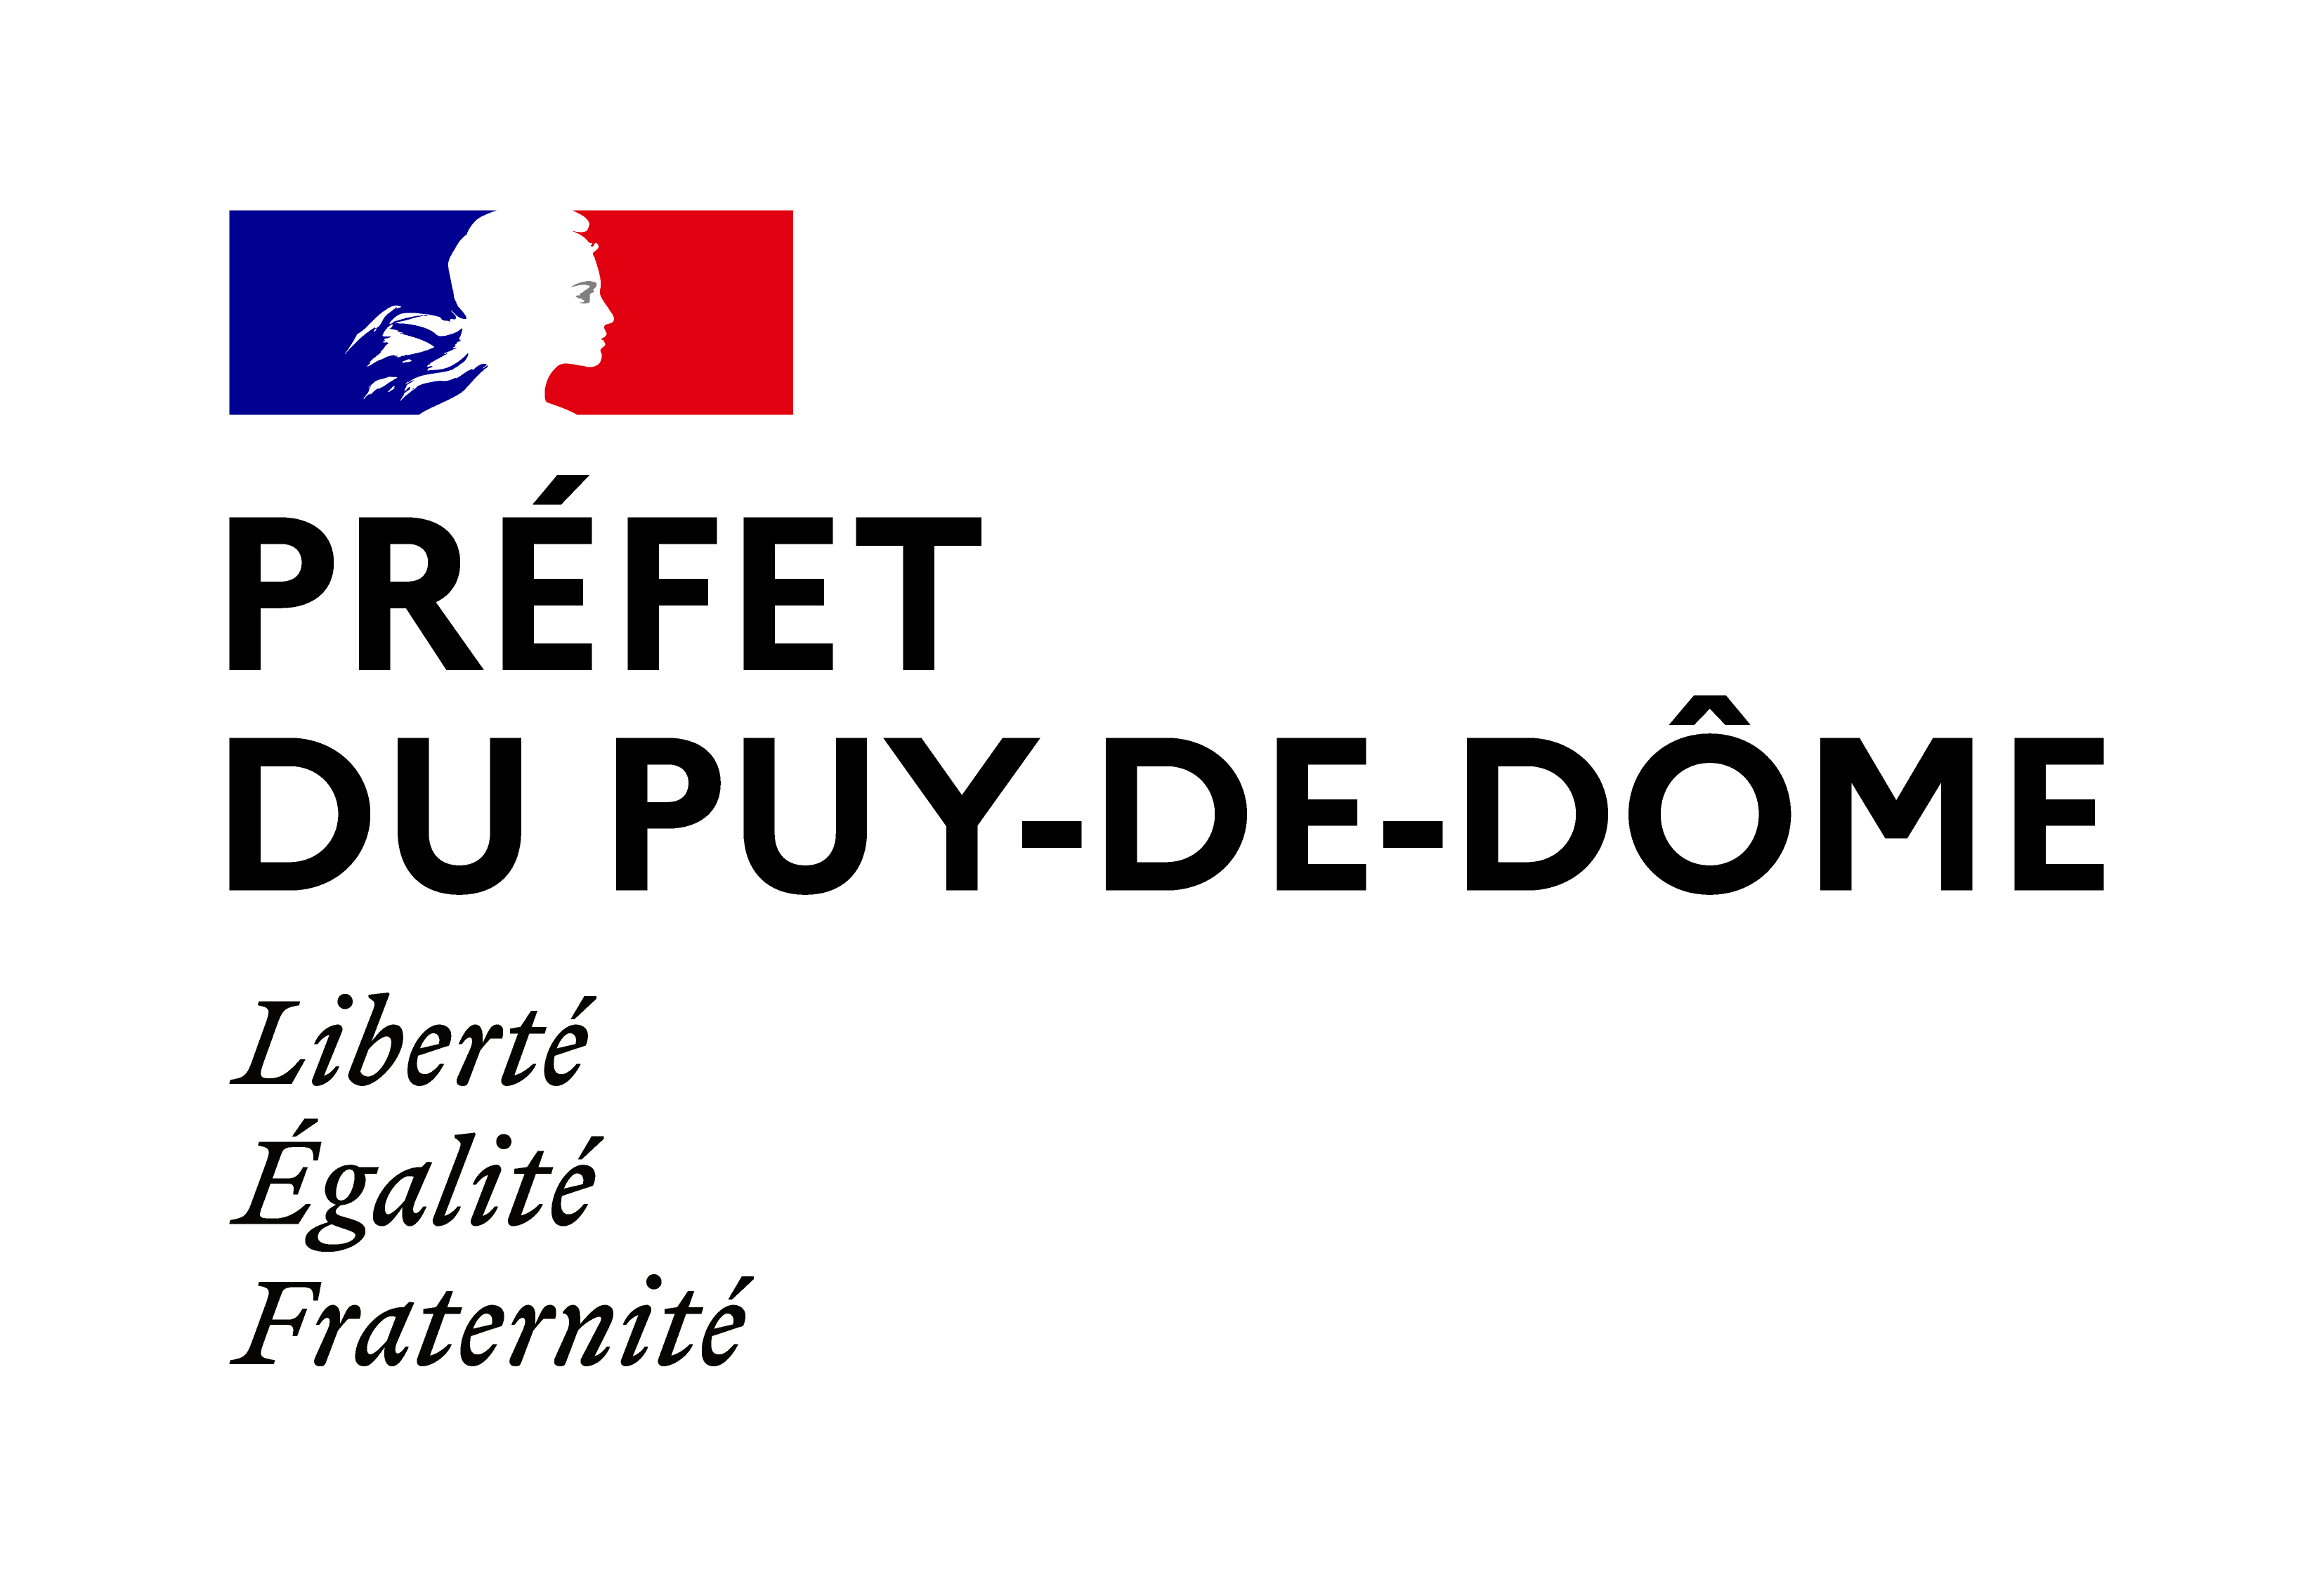 PRÉFET
DU PUY-DE-DÔME
Liberté
Égalité
Fraternité